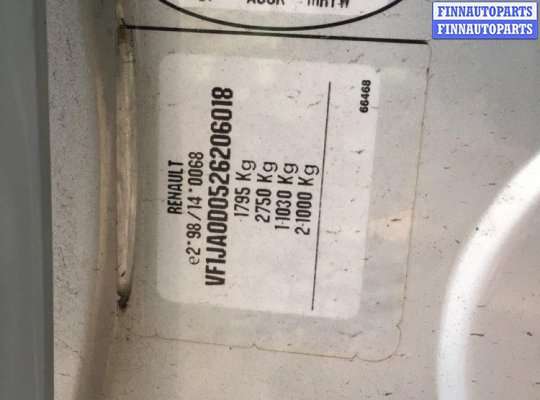 FINNAUTOPARTS
FINNAUTOPARTS
RENAULT
e2*98/14*0068
VF1JA0D0526206018
1795 Kg
2750 Kg
1-1030 Kg
2-1000 Kg
66468